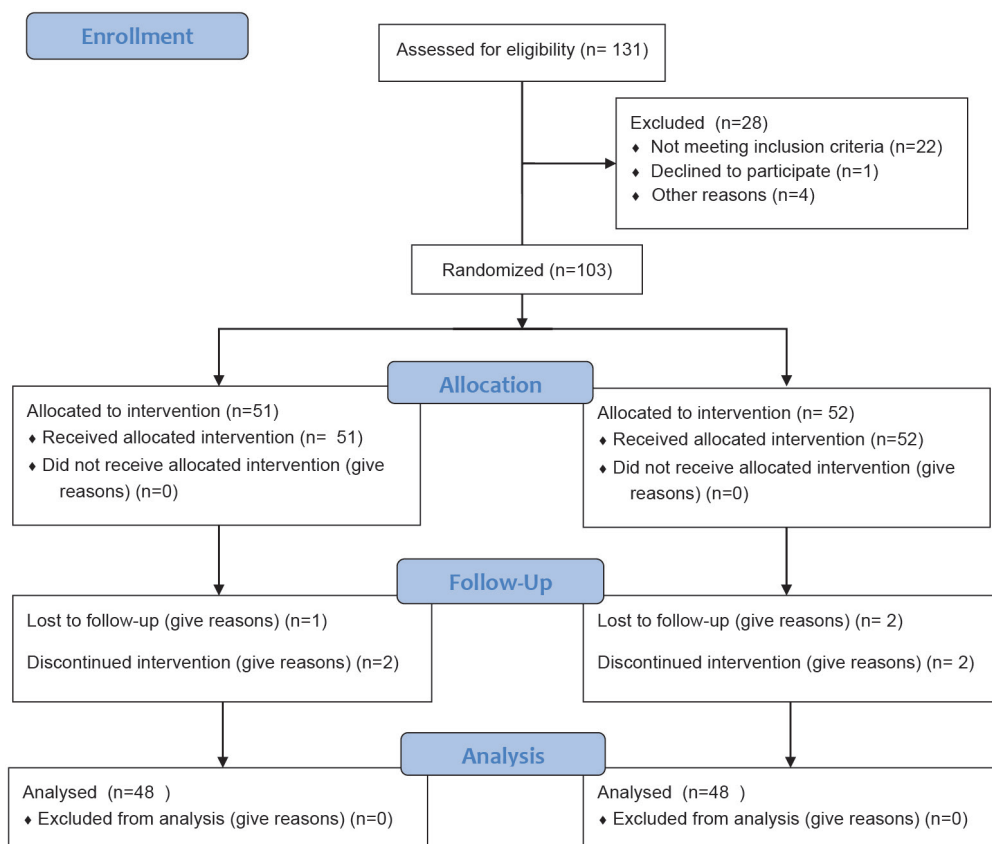 Enrollment
Assessed for eligibility (n= 131)
Excluded (n=28)
♦ Not meeting inclusion criteria (n=22)
♦ Declined to participate (n=1)
♦ Other reasons (n=4)
Randomized (n=103)
Allocation
Allocated to intervention (n=51)
♦ Received allocated intervention (n= 51)
♦ Did not receive allocated intervention (give
reasons) (n=0)
Allocated to intervention (n= 52)
♦ Received allocated intervention (n=52)
♦ Did not receive allocated intervention (give
reasons) (n=0)
Follow-Up
Lost to follow-up (give reasons) (n=1)
Discontinued intervention (give reasons) (n=2)
Lost to follow-up (give reasons) (n= 2)
Discontinued intervention (give reasons) (n= 2)
Analysis
Analysed (n=48 )
♦ Excluded from analysis (give reasons) (n=0)
Analysed (n=48 )
♦ Excluded from analysis (give reasons) (n=0)